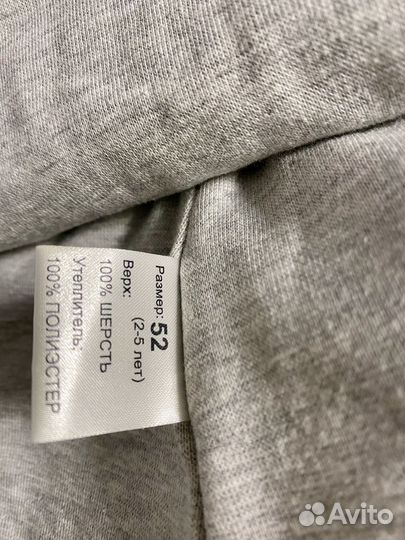 Размер: 52
(2-5 лет)
Верх:
100% ШЕРСТЬ
Утеплитель:
100% ПОЛИЭСТЕР
Avito